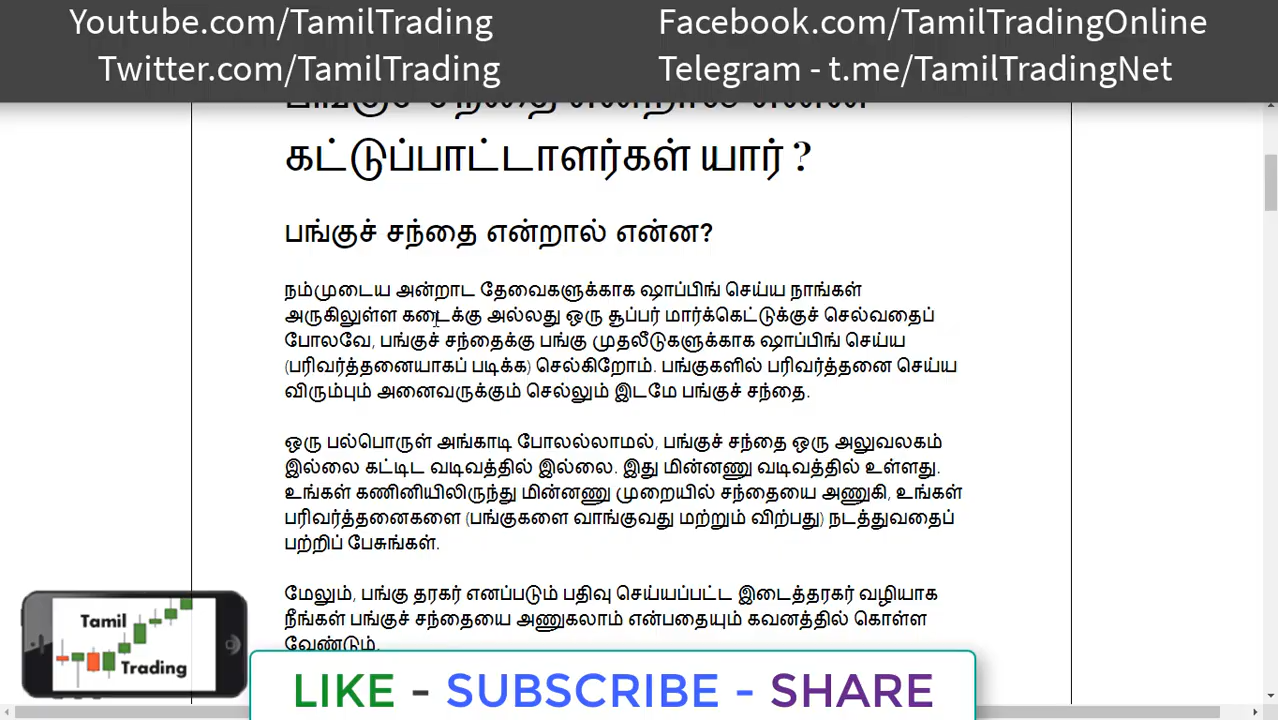 Youtube.com/TamilTrading
Facebook.com/TamilTradingOnline
Twitter.com/TamilTrading
Telegram - t.me/TamilTradingNet
பங்குச் சந்தை என்றால் என்ன
கட்டுப்பாட்டாளர்கள் யார் ?
பங்குச் சந்தை என்றால் என்ன?
நம்முடைய அன்றாட தேவைகளுக்காக ஷாப்பிங் செய்ய நாங்கள்
அருகிலுள்ள கடைக்கு அல்லது ஒரு சூப்பர் மார்க்கெட்டுக்குச் செல்வதைப்
போலவே, பங்குச் சந்தைக்கு பங்கு முதலீடுகளுக்காக ஷாப்பிங் செய்ய
(பரிவர்த்தனையாகப் படிக்க) செல்கிறோம். பங்குகளில் பரிவர்த்தனை செய்ய
விரும்பும் அனைவருக்கும் செல்லும் இடமே பங்குச் சந்தை.
ஒரு பல்பொருள் அங்காடி போலல்லாமல், பங்குச் சந்தை ஒரு அலுவலகம்
இல்லை கட்டிட வடிவத்தில் இல்லை. இது மின்னணு வடிவத்தில் உள்ளது.
உங்கள் கணினியிலிருந்து மின்னணு முறையில் சந்தையை அணுகி, உங்கள்
பரிவர்த்தனைகளை (பங்குகளை வாங்குவது மற்றும் விற்பது) நடத்துவதைப்
பற்றிப் பேசுங்கள்.
மேலும், பங்கு தரகர் எனப்படும் பதிவு செய்யப்பட்ட இடைத்தரகர் வழியாக
நீங்கள் பங்குச் சந்தையை அணுகலாம் என்பதையும் கவனத்தில் கொள்ள
வேண்டும்.
Tamil
Trading
LIKE - SUBSCRIBE - SHARE